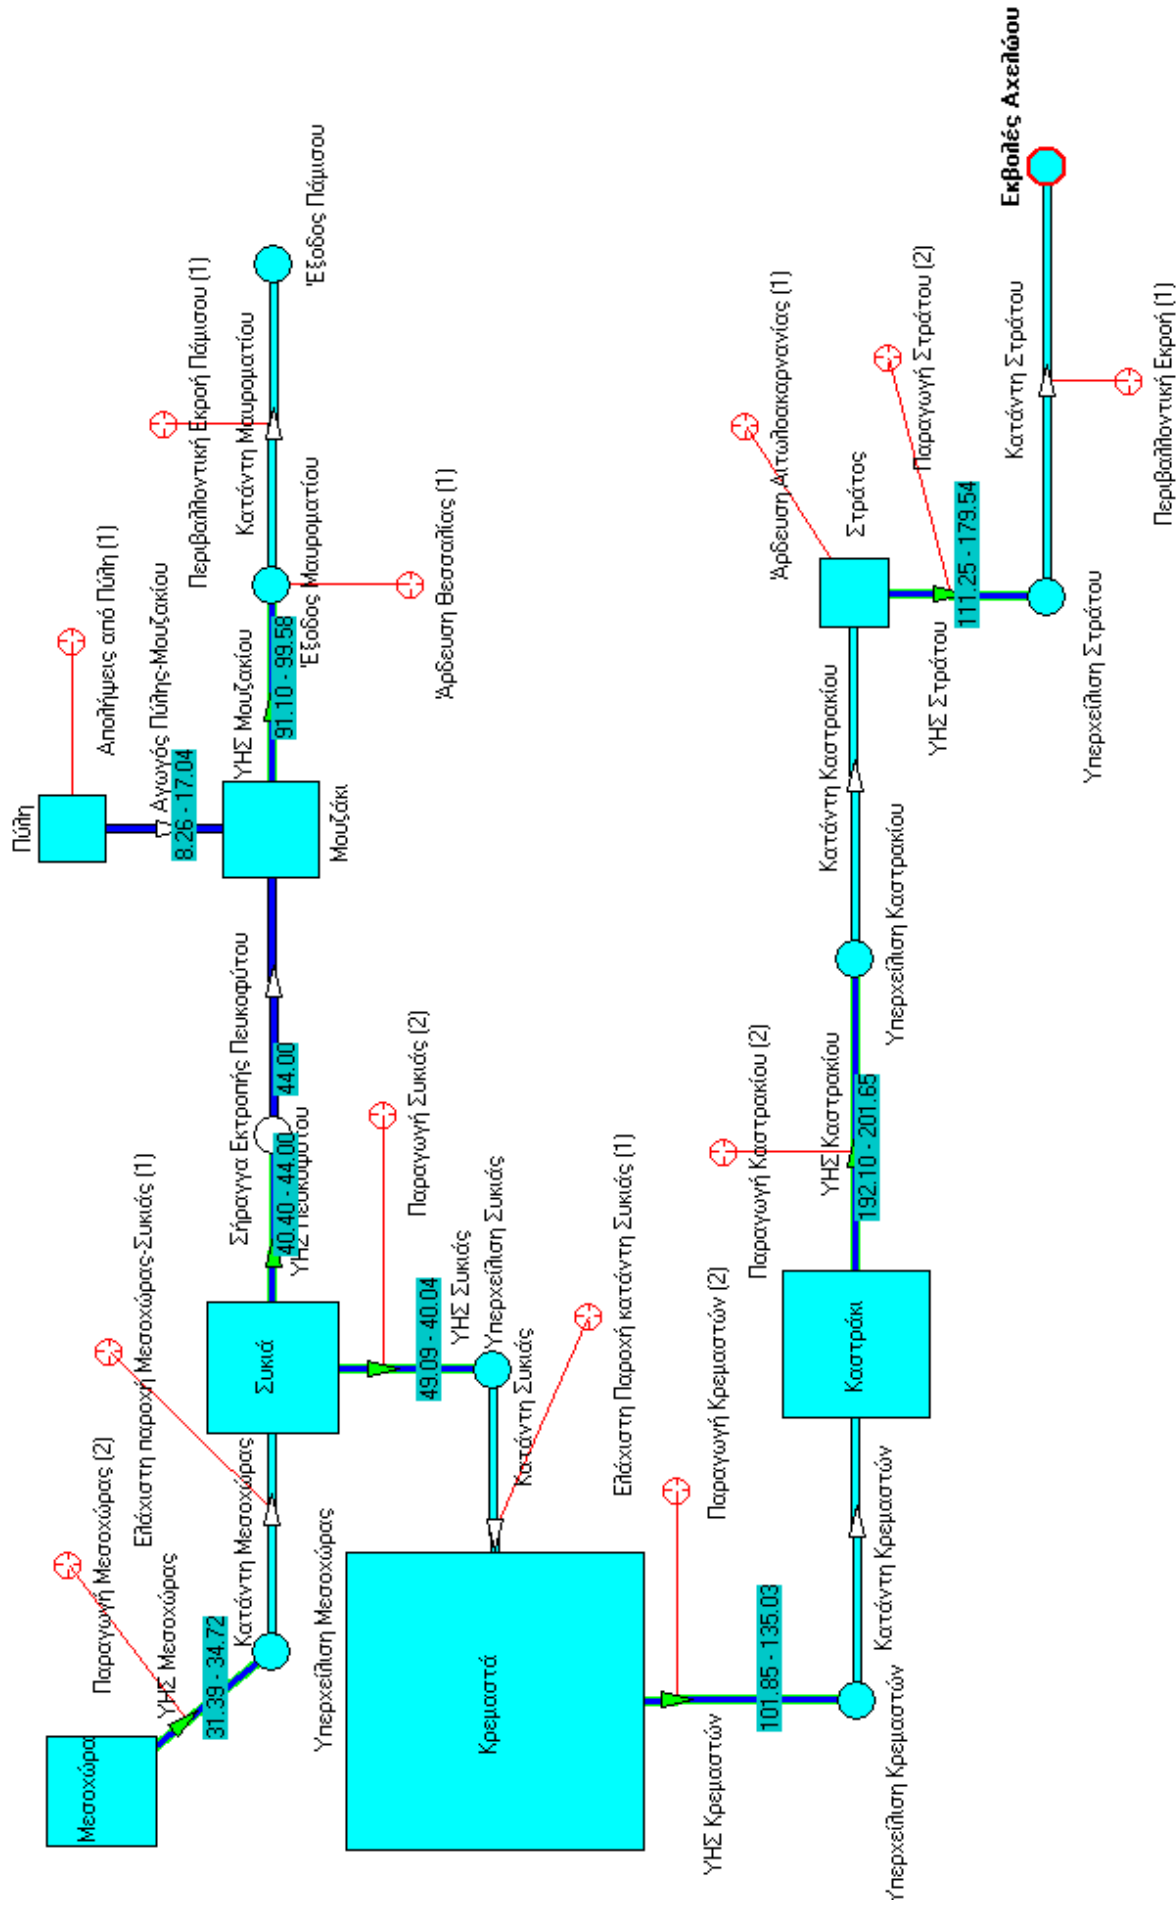 Μεσοχώρα
Παραγωγή Μεσοχώρας (2)
ΥΗΣ Μεσοχώρας
31.39 - 34.72
Υπερχείλιση Μεσοχώρας
Κατάντη Μεσοχώρας
Ελάχιστη παροχή Μεσοχώρας-Συκιάς (1)
Συκιά
40.40 - 44.00
ΥΗΣ Πευκοφύτου
Σήραγγα Εκτροπής Πευκοφύτου
44.00
Πύλη
Απολήψεις από Πύλη (1)
Αγωγός Πύλης-Μουζακίου
8.26 - 17.04
Μουζάκι
ΥΗΣ Μουζακίου
91.10 - 99.58
Έξοδος Μαυροματίου
Άρδευση Θεσσαλίας (1)
Κατάντη Μαυροματίου
Περιβαλλοντική Εκροή Πάμισου (1)
Έξοδος Πάμισου
Παραγωγή Συκιάς (2)
49.09 - 40.04
ΥΗΣ Συκιάς
Υπερχείλιση Συκιάς
Κατάντη Συκιάς
Ελάχιστη Παροχή κατάντη Συκιάς (1)
Κρεμαστά
Παραγωγή Κρεμαστών (2)
ΥΗΣ Κρεμαστών
101.85 - 135.03
Υπερχείλιση Κρεμαστών
Κατάντη Κρεμαστών
Καστράκι
Παραγωγή Καστρακίου (2)
ΥΗΣ Καστρακίου
192.10 - 201.65
Υπερχείλιση Καστρακίου
Κατάντη Καστρακίου
Στράτος
Άρδευση Αιτωλοακαρνανίας (1)
Παραγωγή Στράτου (2)
ΥΗΣ Στράτου
111.25 - 179.54
Υπερχείλιση Στράτου
Κατάντη Στράτου
Περιβαλλοντική Εκροή (1)
Εκβολές Αχελώου